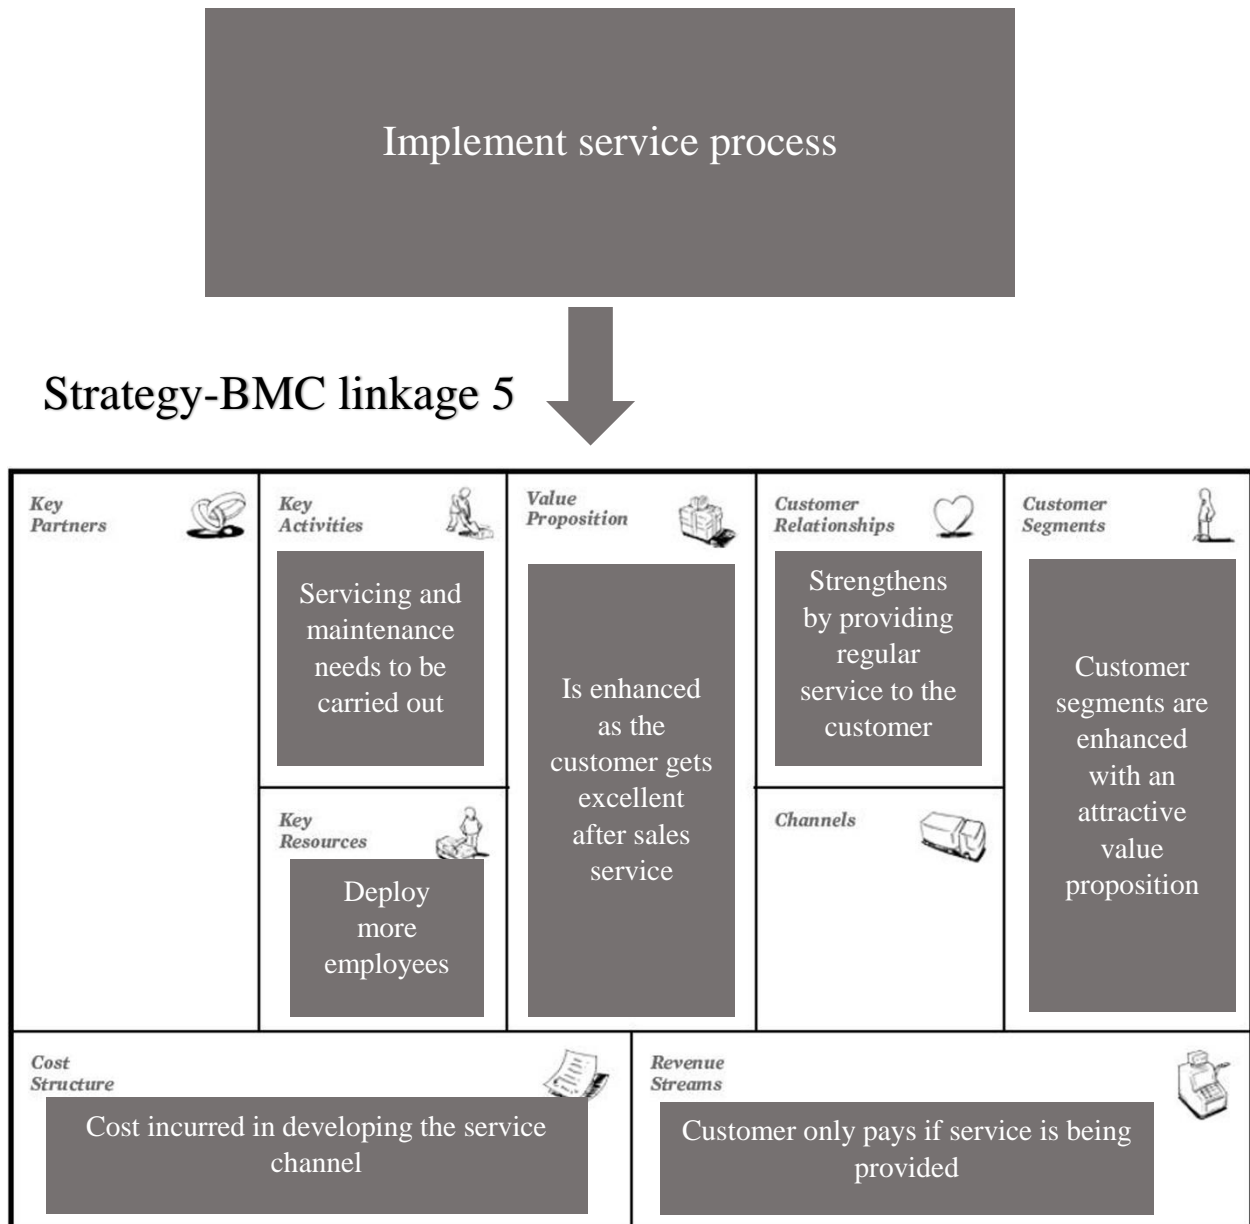 Implement service process
Strategy-BMC linkage 5
Key
Partners
Key
Activities
Servicing and
maintenance
needs to be
carried out
Key
Resources
Deploy
more
employees
Value
Proposition
Is enhanced
as the
customer gets
excellent
after sales
service
Customer
Relationships
Strengthens
by providing
regular
service to the
customer
Channels
Customer
Segments
Customer
segments are
enhanced
with an
attractive
value
proposition
Cost
Structure
Cost incurred in developing the service
channel
Revenue
Streams
Customer only pays if service is being
provided